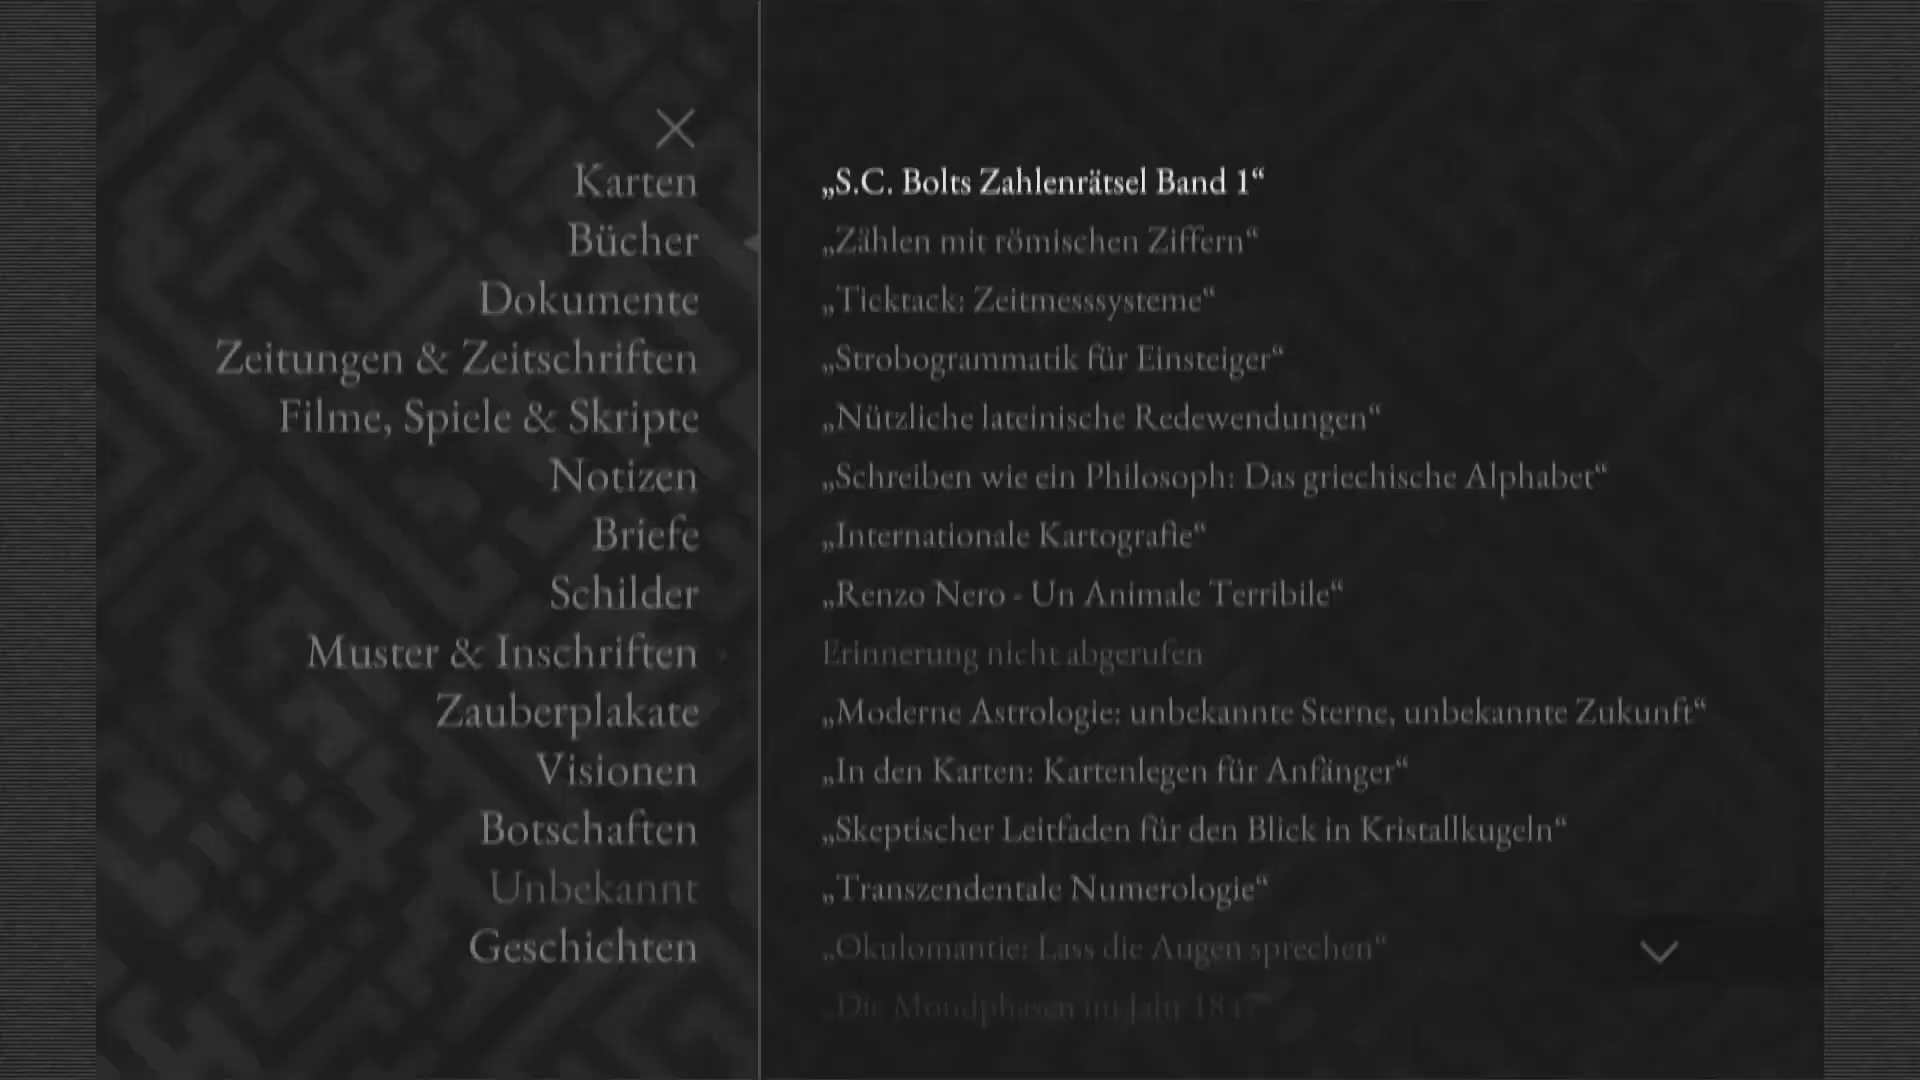 Karten
Bücher
Dokumente
Zeitungen & Zeitschriften
Filme, Spiele & Skripte
Notizen
Briefe
Schilder
Muster & Inschriften
Zauberplakate
Visionen
Botschaften
Unbekannt
Geschichten
„S.C. Bolts Zahlenrätsel Band 1“
„Zählen mit römischen Ziffern“
„Ticktack: Zeitmesssysteme“
„Strobogrammatik für Einsteiger“
„Nützliche lateinische Redewendungen“
„Schreiben wie ein Philosoph: Das griechische Alphabet“
„Internationale Kartografie“
„Renzo Nero - Un Animale Terribile“
Erinnerung nicht abgerufen
„Moderne Astrologie: unbekannte Sterne, unbekannte Zukunft“
„In den Karten: Kartenlegen für Anfänger“
„Skeptischer Leitfaden für den Blick in Kristallkugeln“
„Transzendentale Numerologie“
„Okulomantie: Lass die Augen sprechen“
„Die Mondphasen im Jahr